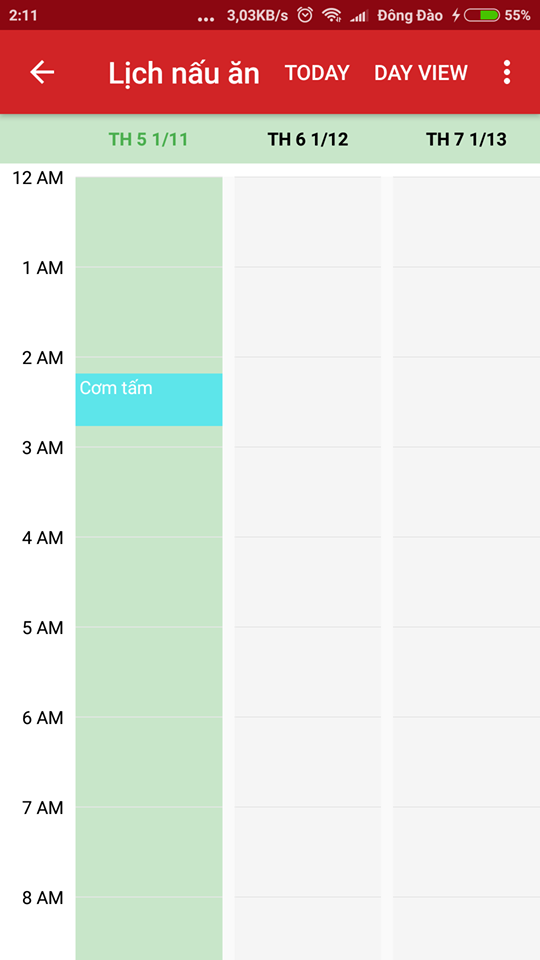 2:11 ... 3,03KB/s Đông Đào 55%
Lịch nấu ăn TODAY DAY VIEW
TH 5 1/11 TH 6 1/12 TH 7 1/13
12 AM
1 AM
2 AM
Cơm tấm
3 AM
4 AM
5 AM
6 AM
7 AM
8 AM